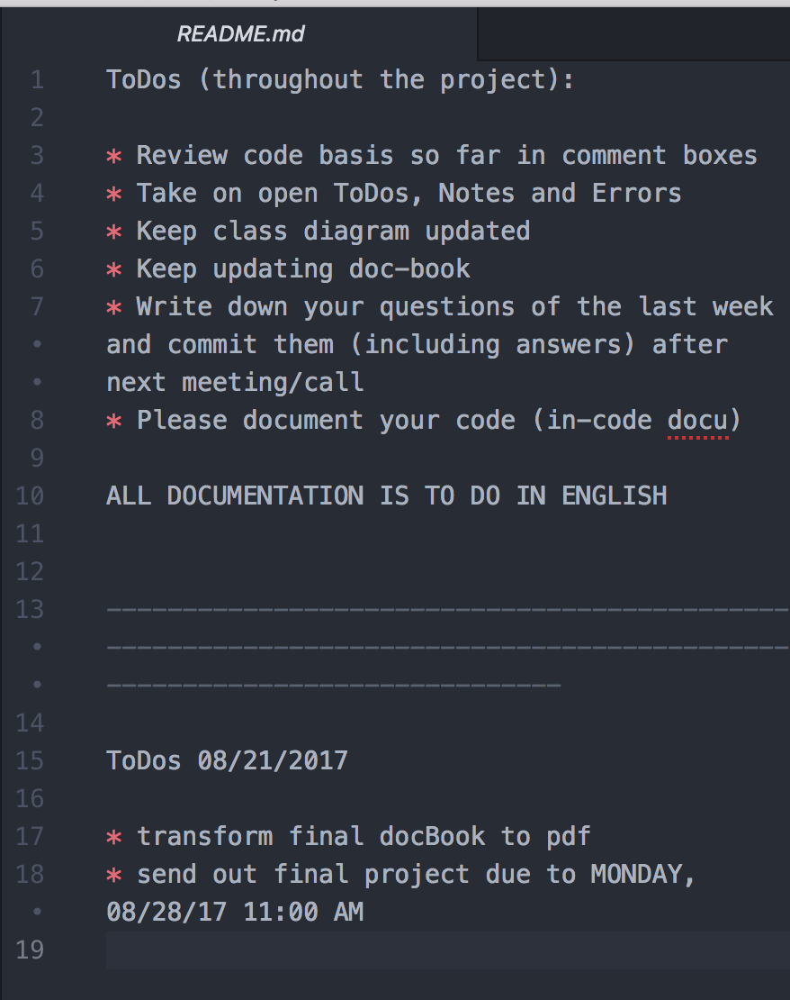 README.md
1 ToDos (throughout the project):
2
3 * Review code basis so far in comment boxes
4 * Take on open ToDos, Notes and Errors
5 * Keep class diagram updated
6 * Keep updating doc-book
7 * Write down your questions of the last week
• and commit them (including answers) after
• next meeting/call
8 * Please document your code (in-code docu)
9
10 ALL DOCUMENTATION IS TO DO IN ENGLISH
11
12
13 ---------------------------------------------
• ---------------------------------------------
• ------------------------------
14
15 ToDos 08/21/2017
16
17 * transform final docBook to pdf
18 * send out final project due to MONDAY,
• 08/28/17 11:00 AM
19